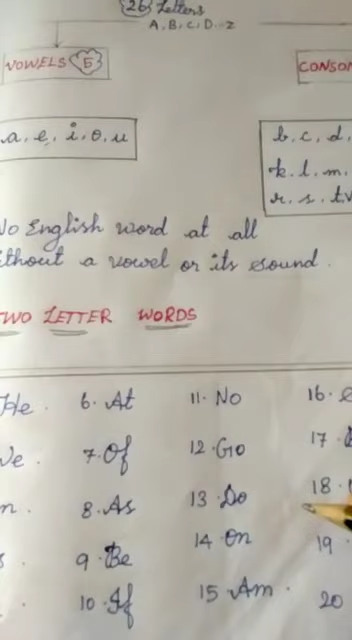 26 Letters
A, B, C, D..Z
VOWELS 5
a, e, i, o, u
b, c, d,
k, l, m,
r, s, t, v
No English word at all
without a vowel or its sound.
TWO LETTER WORDS
He. 6. At 11. No 16.
We. 7. Of 12. Go 17.
8. As 13 Do 18.
9. Be 14 On 19.
10. If 15 Am. 20